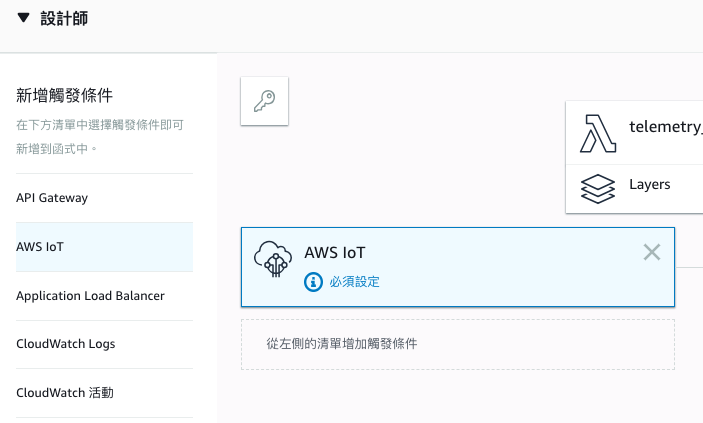 設計師
新增觸發條件
在下方清單中選擇觸發條件即可
新增到函式中。
API Gateway
AWS IoT
Application Load Balancer
CloudWatch Logs
CloudWatch 活動
telemetry_
Layers
AWS IoT
必須設定
從左側的清單增加觸發條件